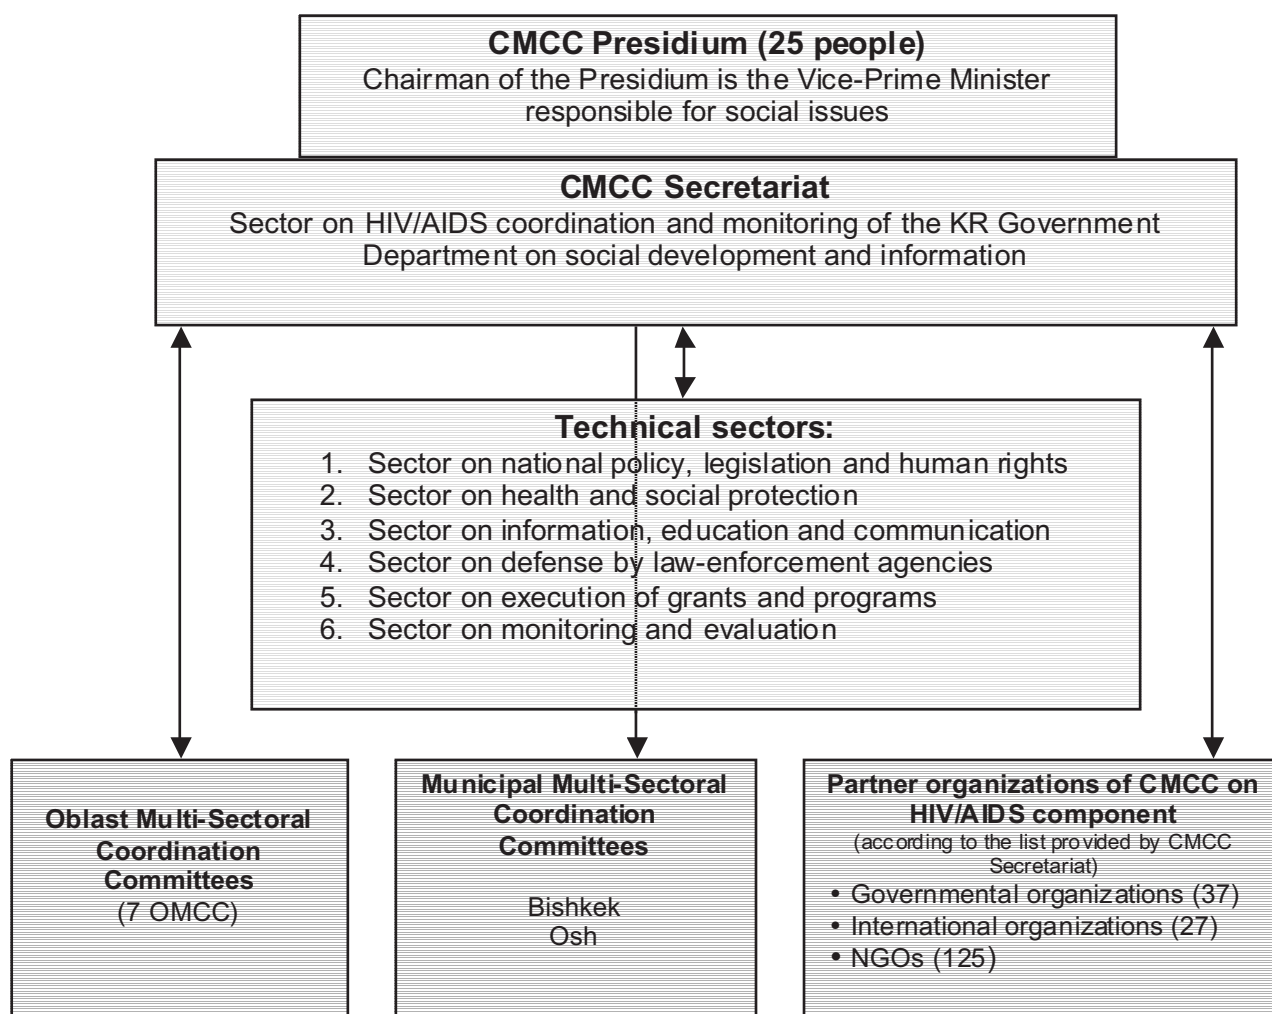 CMCC Presidium (25 people)
Chairman of the Presidium is the Vice-Prime Minister
responsible for social issues
CMCC Secretariat
Sector on HIV/AIDS coordination and monitoring of the KR Government
Department on social development and information
Technical sectors:
1. Sector on national policy, legislation and human rights
2. Sector on health and social protection
3. Sector on information, education and communication
4. Sector on defense by law-enforcement agencies
5. Sector on execution of grants and programs
6. Sector on monitoring and evaluation
Oblast Multi-Sectoral
Coordination
Committees
(7 OMCC)
Municipal Multi-Sectoral
Coordination
Committees
Bishkek
Osh
Partner organizations of CMCC on
HIV/AIDS component
(according to the list provided by CMCC
Secretariat)
• Governmental organizations (37)
• International organizations (27)
• NGOs (125)